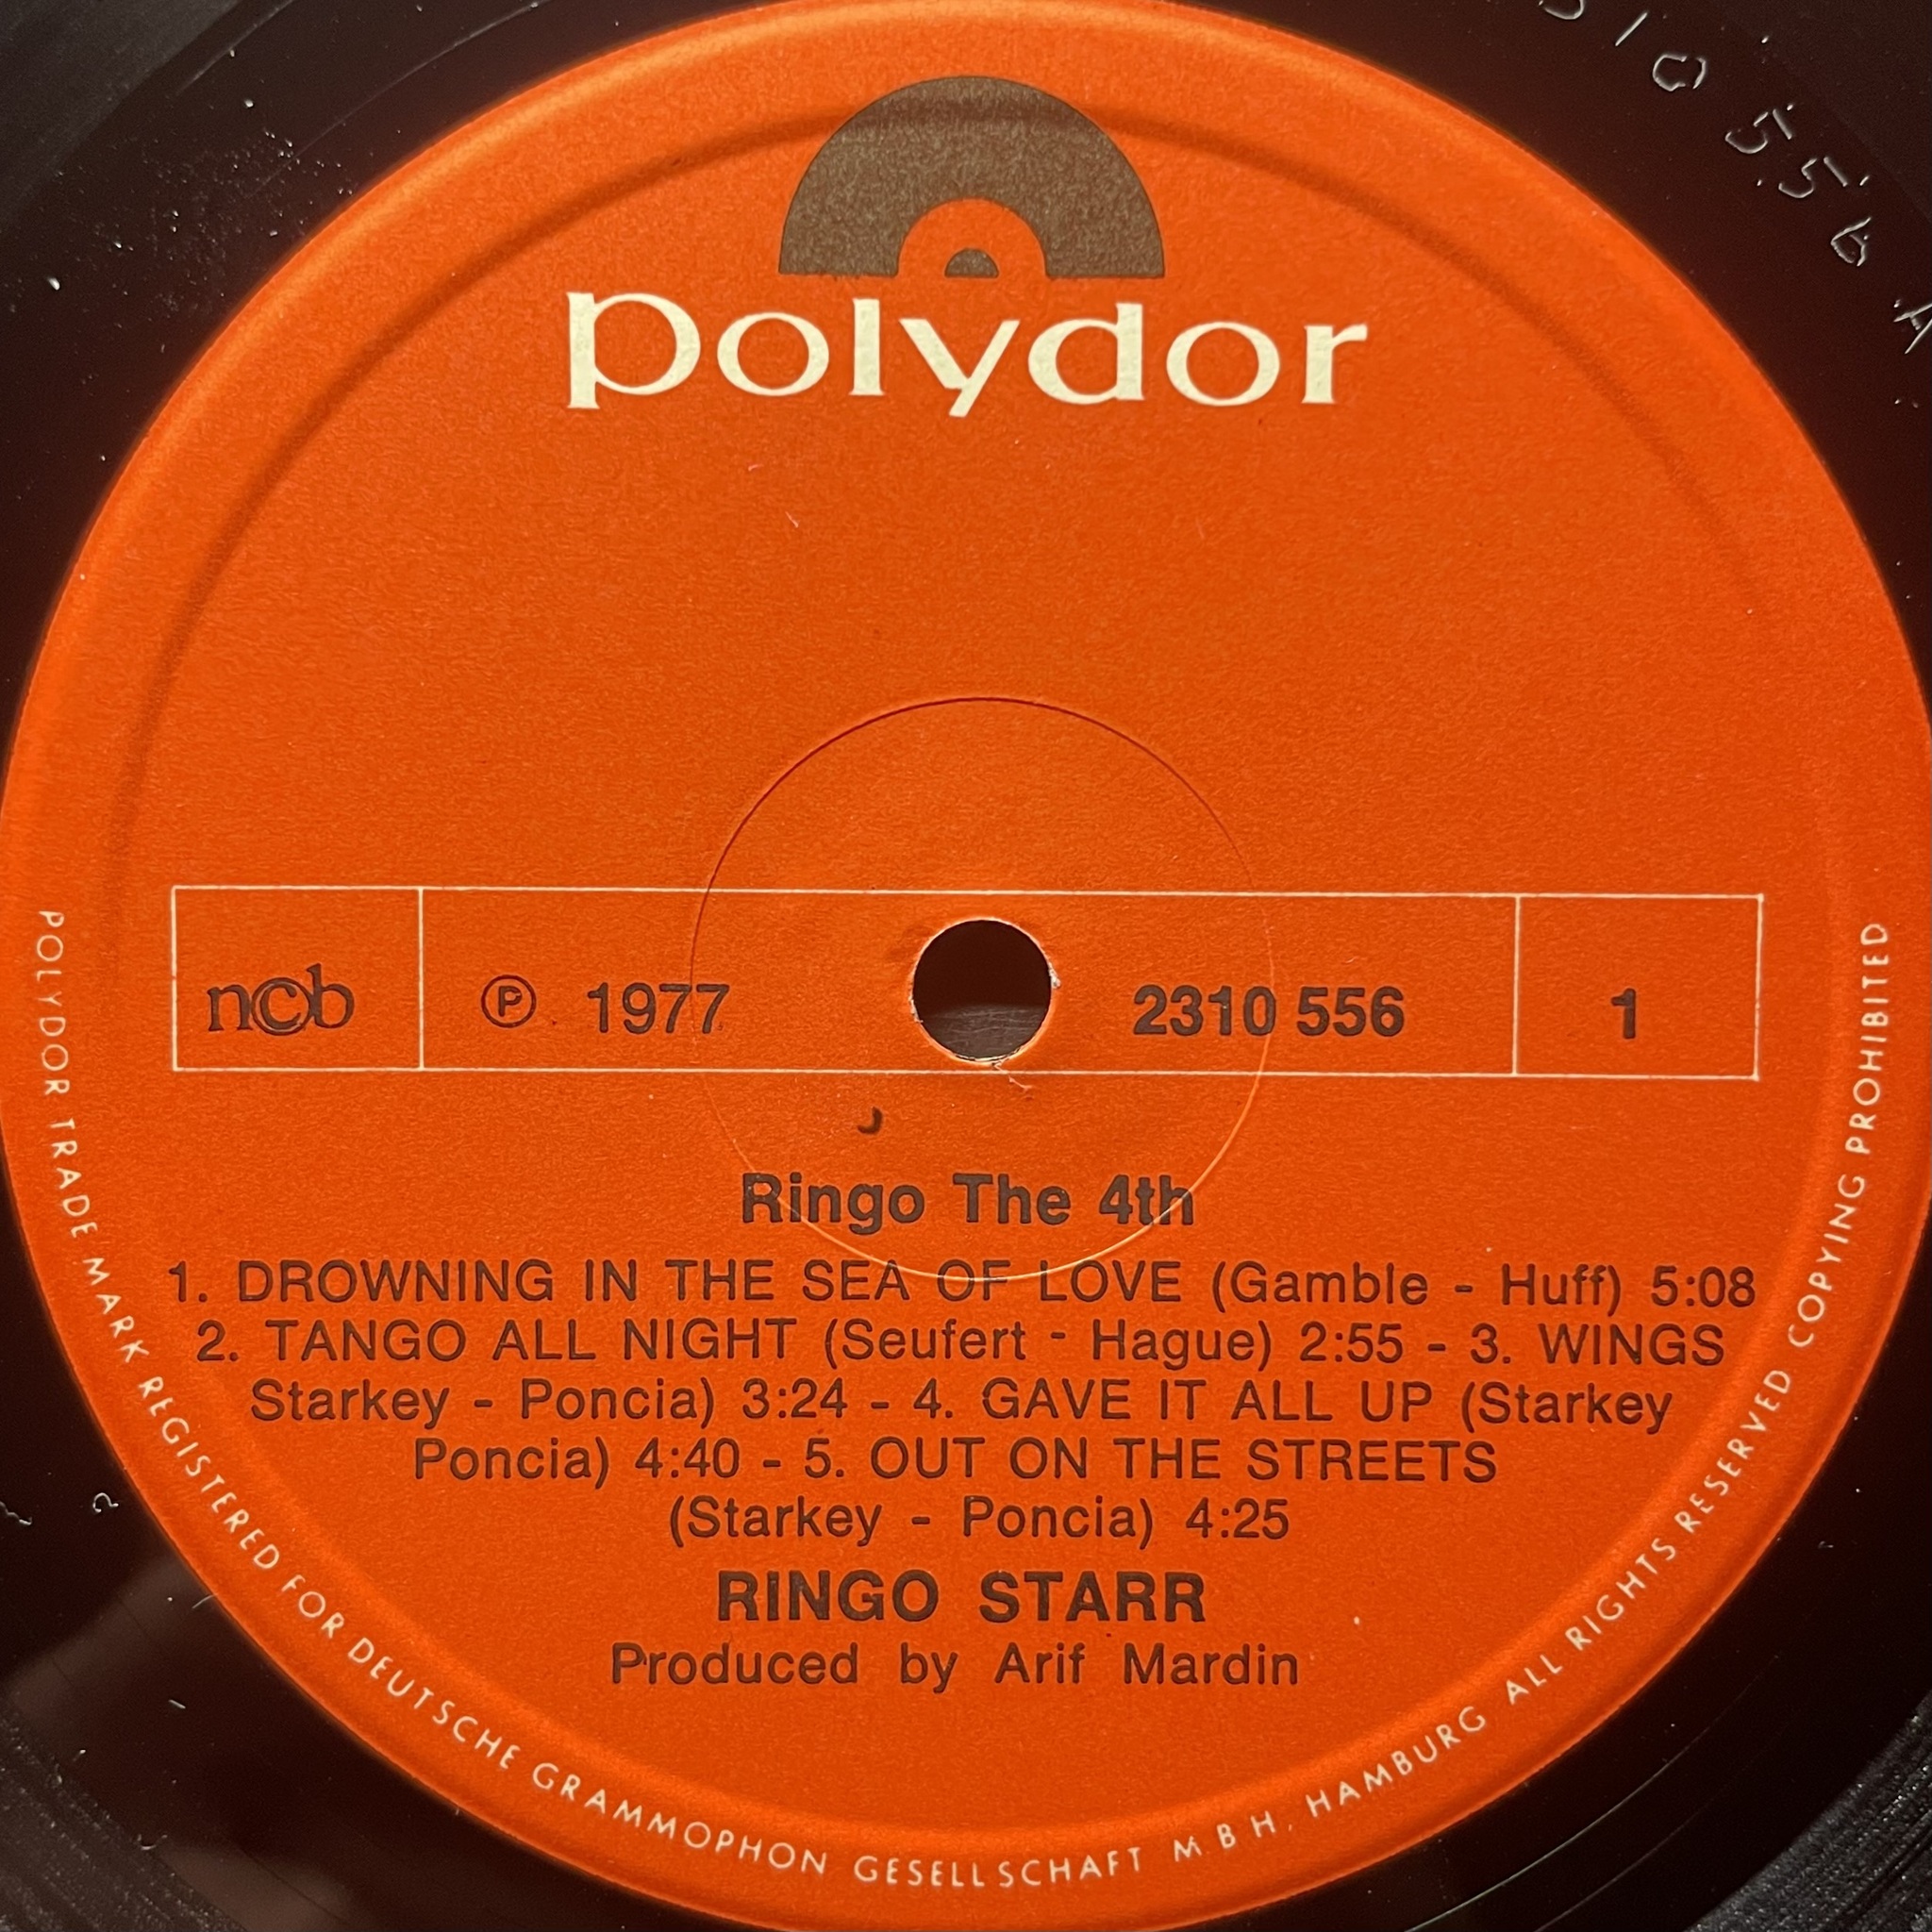 polydor
ncb
℗ 1977
2310 556
1
Ringo The 4th
1. DROWNING IN THE SEA OF LOVE (Gamble - Huff) 5:08
2. TANGO ALL NIGHT (Seufert - Hague) 2:55 - 3. WINGS
Starkey - Poncia) 3:24 - 4. GAVE IT ALL UP (Starkey
Poncia) 4:40 - 5. OUT ON THE STREETS
(Starkey - Poncia) 4:25
RINGO STARR
Produced by Arif Mardin
POLYDOR TRADE MARK REGISTERED FOR DEUTSCHE GRAMMOPHON GESELLSCHAFT M.B.H. HAMBURG ALL RIGHTS RESERVED COPYING PROHIBITED
310 556 A